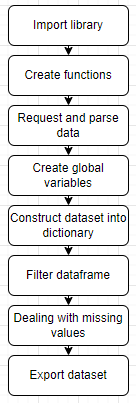 Import library
Create functions
Request and parse
data
Create global
variables
Construct dataset into
dictionary
Filter dataframe
Dealing with missing
values
Export dataset